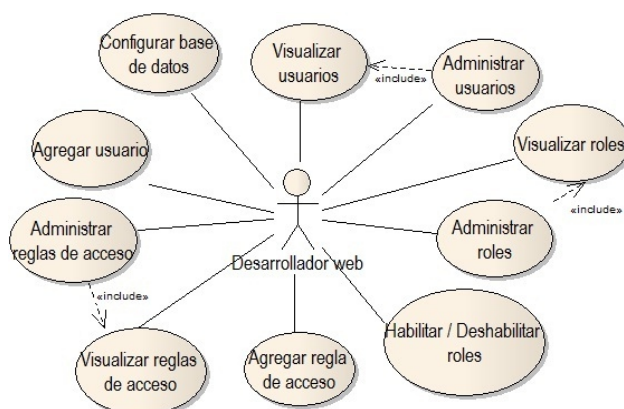 Configurar base
de datos
Visualizar
usuarios
«include»
Administrar
usuarios
Agregar usuario
Visualizar roles
«include»
Administrar
reglas de acceso
Administrar
roles
Desarrollador web
«include»
Visualizar reglas
de acceso
Agregar regla
de acceso
Habilitar / Deshabilitar
roles